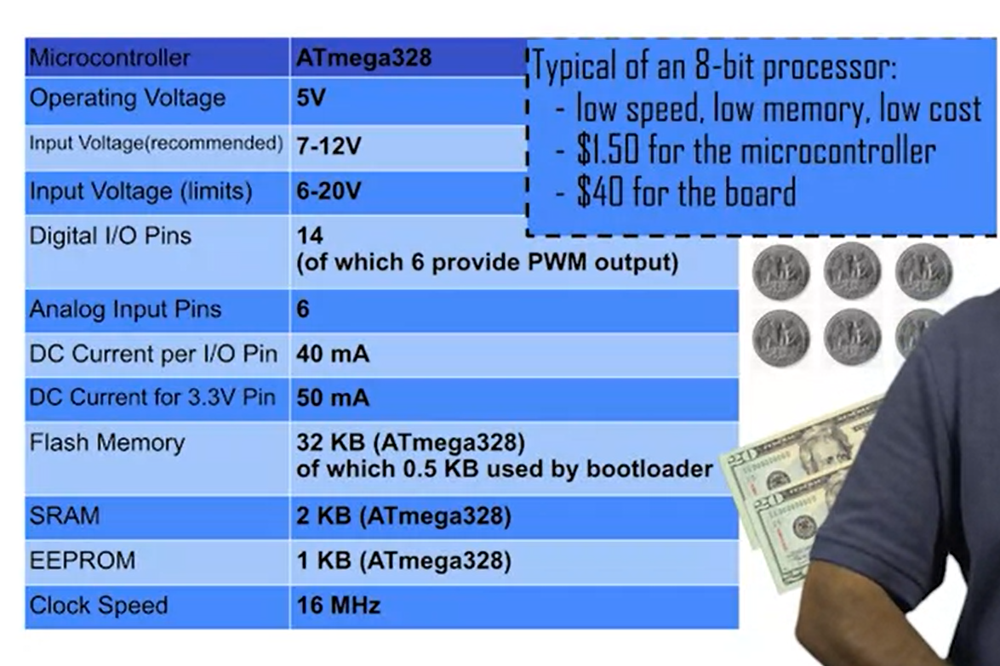 Microcontroller ATmega328
Operating Voltage 5V
Input Voltage(recommended) 7-12V
Input Voltage (limits) 6-20V
Digital I/O Pins 14
(of which 6 provide PWM output)
Analog Input Pins 6
DC Current per I/O Pin 40 mA
DC Current for 3.3V Pin 50 mA
Flash Memory 32 KB (ATmega328)
of which 0.5 KB used by bootloader
SRAM 2 KB (ATmega328)
EEPROM 1 KB (ATmega328)
Clock Speed 16 MHz
Typical of an 8-bit processor:
- low speed, low memory, low cost
- $1.50 for the microcontroller
- $40 for the board
20
20